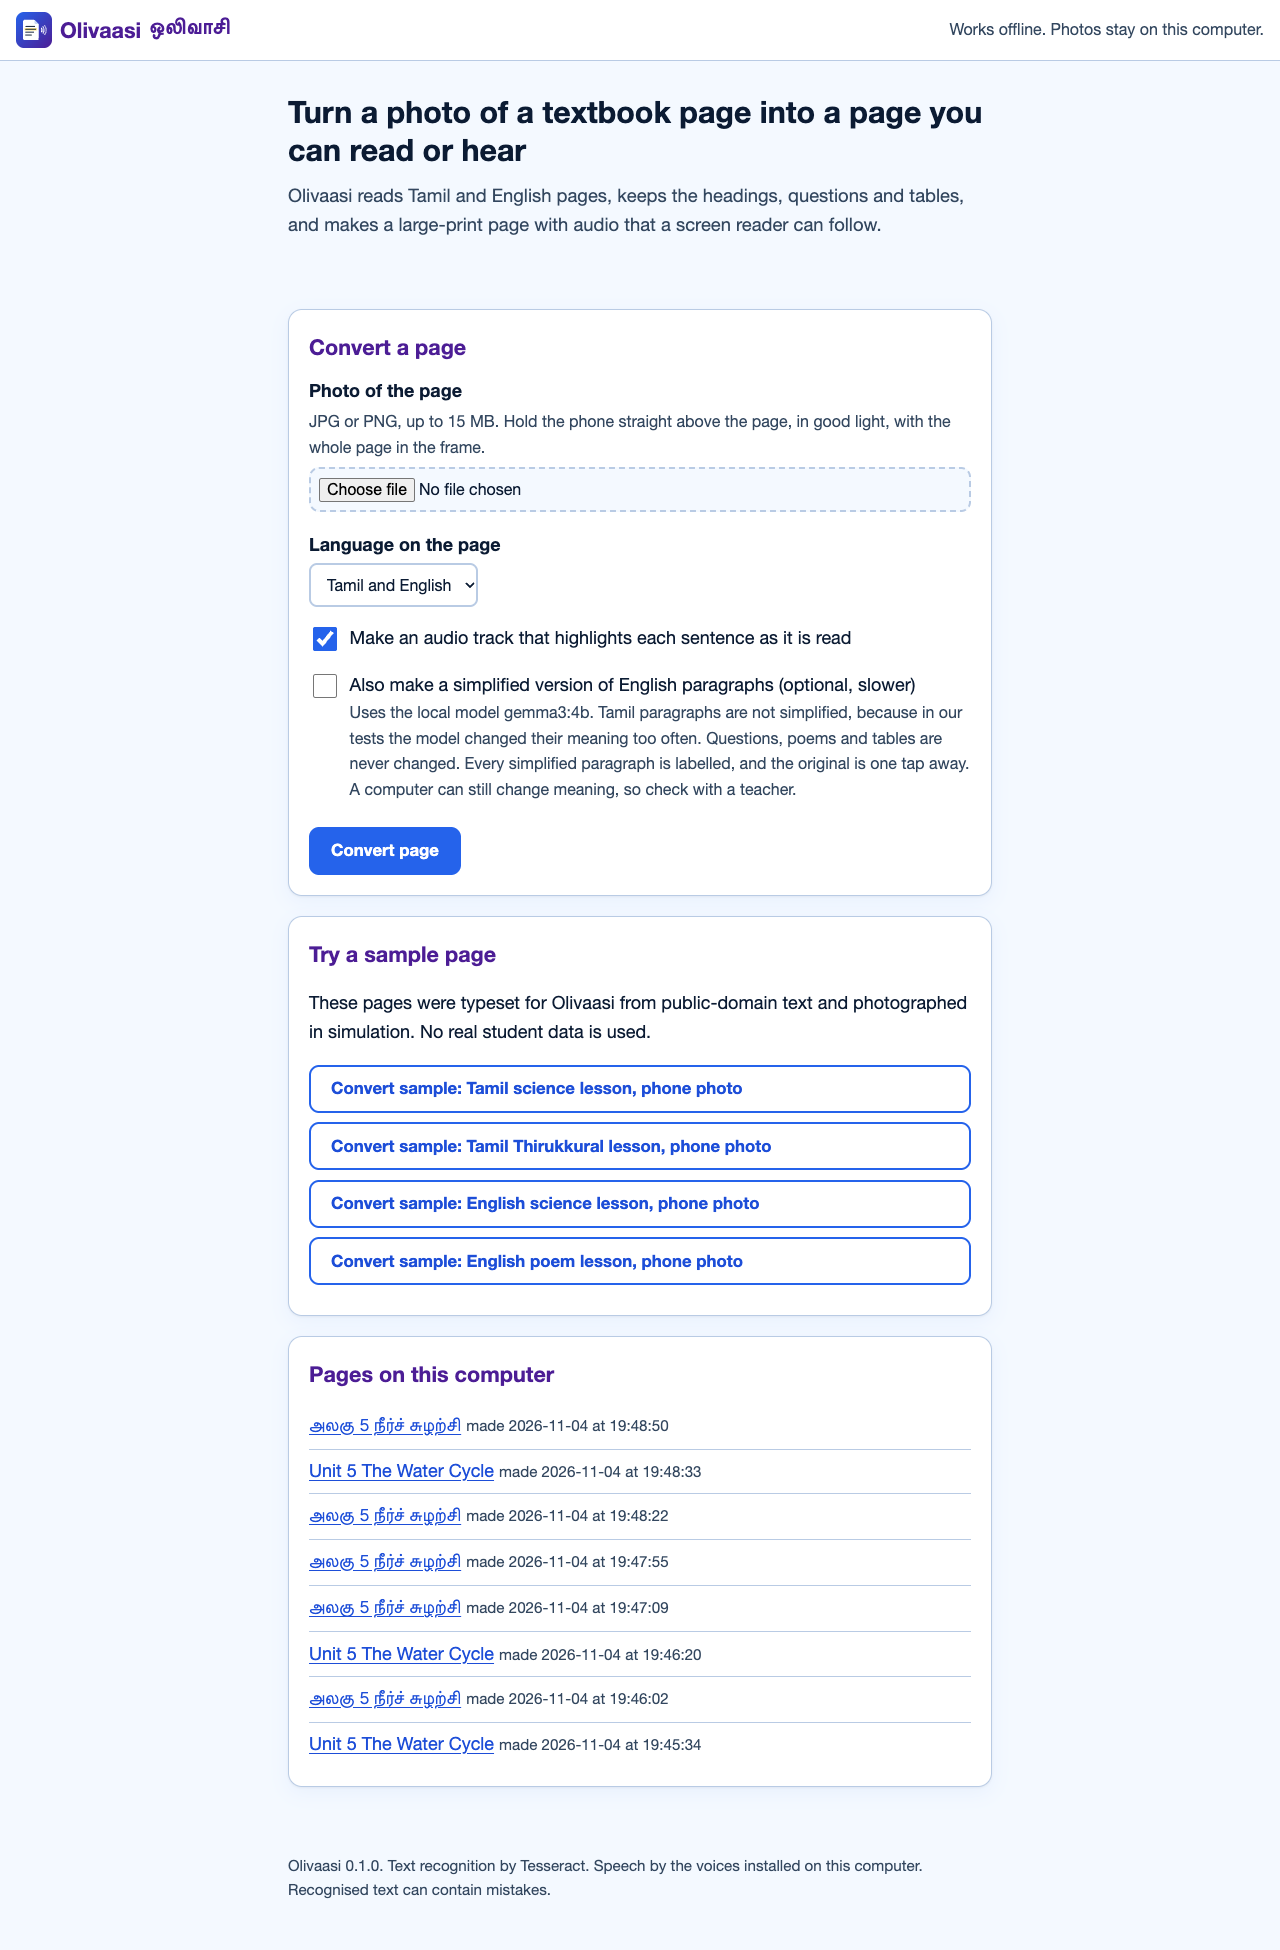 Olivaasi ஒலிவாசி
Works offline. Photos stay on this computer.
Turn a photo of a textbook page into a page you
can read or hear
Olivaasi reads Tamil and English pages, keeps the headings, questions and tables,
and makes a large-print page with audio that a screen reader can follow.
Convert a page
Photo of the page
JPG or PNG, up to 15 MB. Hold the phone straight above the page, in good light, with the
whole page in the frame.
Choose file No file chosen
Language on the page
Tamil and English
Make an audio track that highlights each sentence as it is read
Also make a simplified version of English paragraphs (optional, slower)
Uses the local model gemma3:4b. Tamil paragraphs are not simplified, because in our
tests the model changed their meaning too often. Questions, poems and tables are
never changed. Every simplified paragraph is labelled, and the original is one tap away.
A computer can still change meaning, so check with a teacher.
Convert page
Try a sample page
These pages were typeset for Olivaasi from public-domain text and photographed
in simulation. No real student data is used.
Convert sample: Tamil science lesson, phone photo
Convert sample: Tamil Thirukkural lesson, phone photo
Convert sample: English science lesson, phone photo
Convert sample: English poem lesson, phone photo
Pages on this computer
அலகு 5 நீர்ச் சுழற்சி made 2026-11-04 at 19:48:50
Unit 5 The Water Cycle made 2026-11-04 at 19:48:33
அலகு 5 நீர்ச் சுழற்சி made 2026-11-04 at 19:48:22
அலகு 5 நீர்ச் சுழற்சி made 2026-11-04 at 19:47:55
அலகு 5 நீர்ச் சுழற்சி made 2026-11-04 at 19:47:09
Unit 5 The Water Cycle made 2026-11-04 at 19:46:20
அலகு 5 நீர்ச் சுழற்சி made 2026-11-04 at 19:46:02
Unit 5 The Water Cycle made 2026-11-04 at 19:45:34
Olivaasi 0.1.0. Text recognition by Tesseract. Speech by the voices installed on this computer.
Recognised text can contain mistakes.